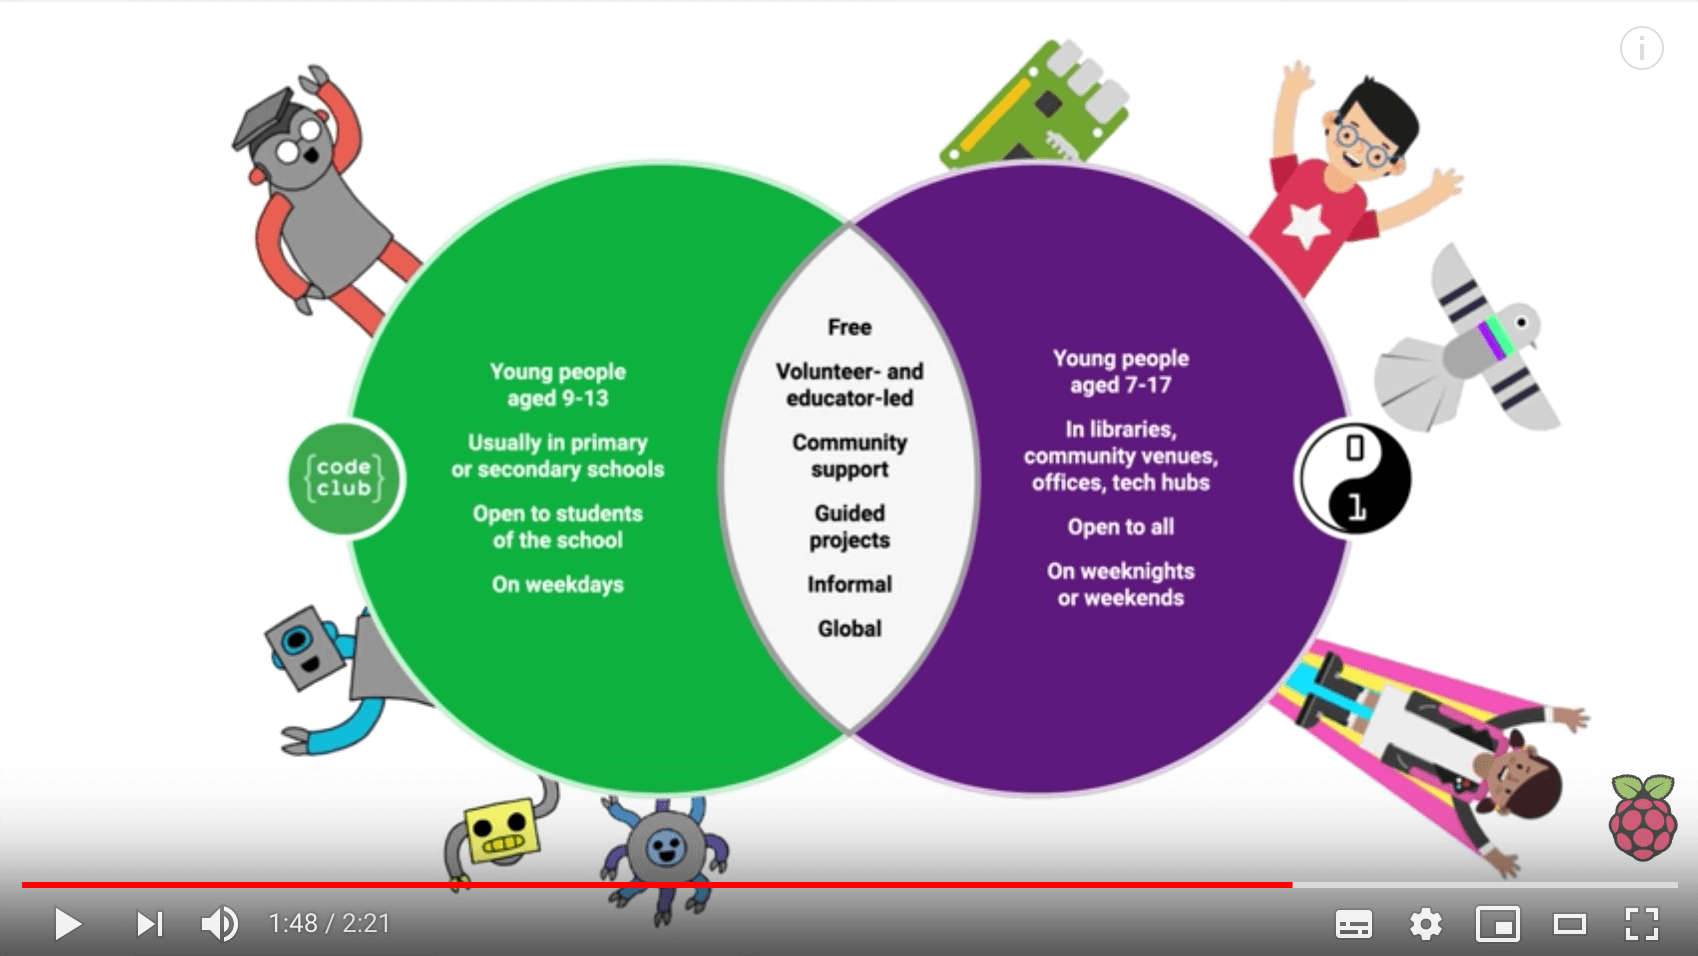 {code
club}
Young people
aged 9-13
Usually in primary
or secondary schools
Open to students
of the school
On weekdays
Free
Volunteer- and
educator-led
Community
support
Guided
projects
Informal
Global
Young people
aged 7-17
In libraries,
community venues,
offices, tech hubs
Open to all
On weeknights
or weekends
0
1
i
1:48 / 2:21